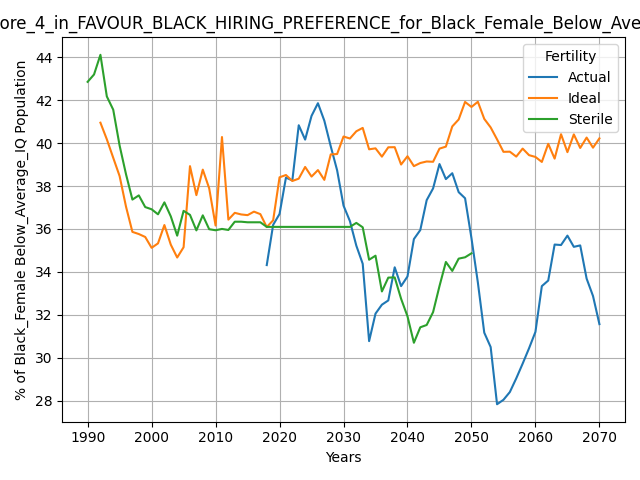 ore_4_in_FAVOUR_BLACK_HIRING_PREFERENCE_for_Black_Female_Below_Ave
Fertility
Actual
Ideal
Sterile
% of Black_Female Below_Average_IQ Population
44
42
40
38
36
34
32
30
28
1990 2000 2010 2020 2030 2040 2050 2060 2070
Years